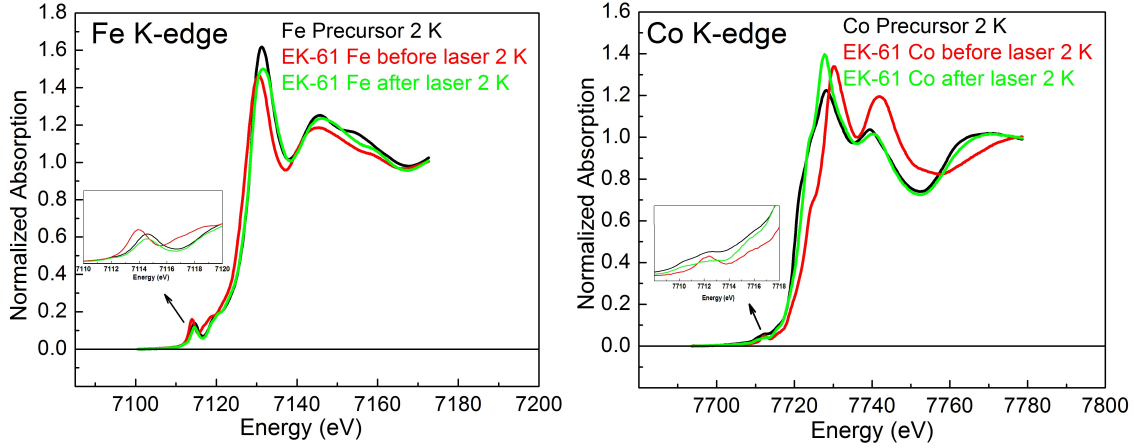 Fe K-edge
Fe Precursor 2 K
EK-61 Fe before laser 2 K
EK-61 Fe after laser 2 K
Normalized Absorption
1.8
1.6
1.4
1.2
1.0
0.8
0.6
0.4
0.2
0.0
7110 7112 7114 7116 7118 7120
Energy (eV)
7100 7120 7140 7160 7180 7200
Energy (eV)
Co K-edge
Co Precursor 2 K
EK-61 Co before laser 2 K
EK-61 Co after laser 2 K
Normalized Absorption
1.6
1.4
1.2
1.0
0.8
0.6
0.4
0.2
0.0
-0.2
7710 7712 7714 7716 7718
Energy (eV)
7700 7720 7740 7760 7780 7800
Energy (eV)